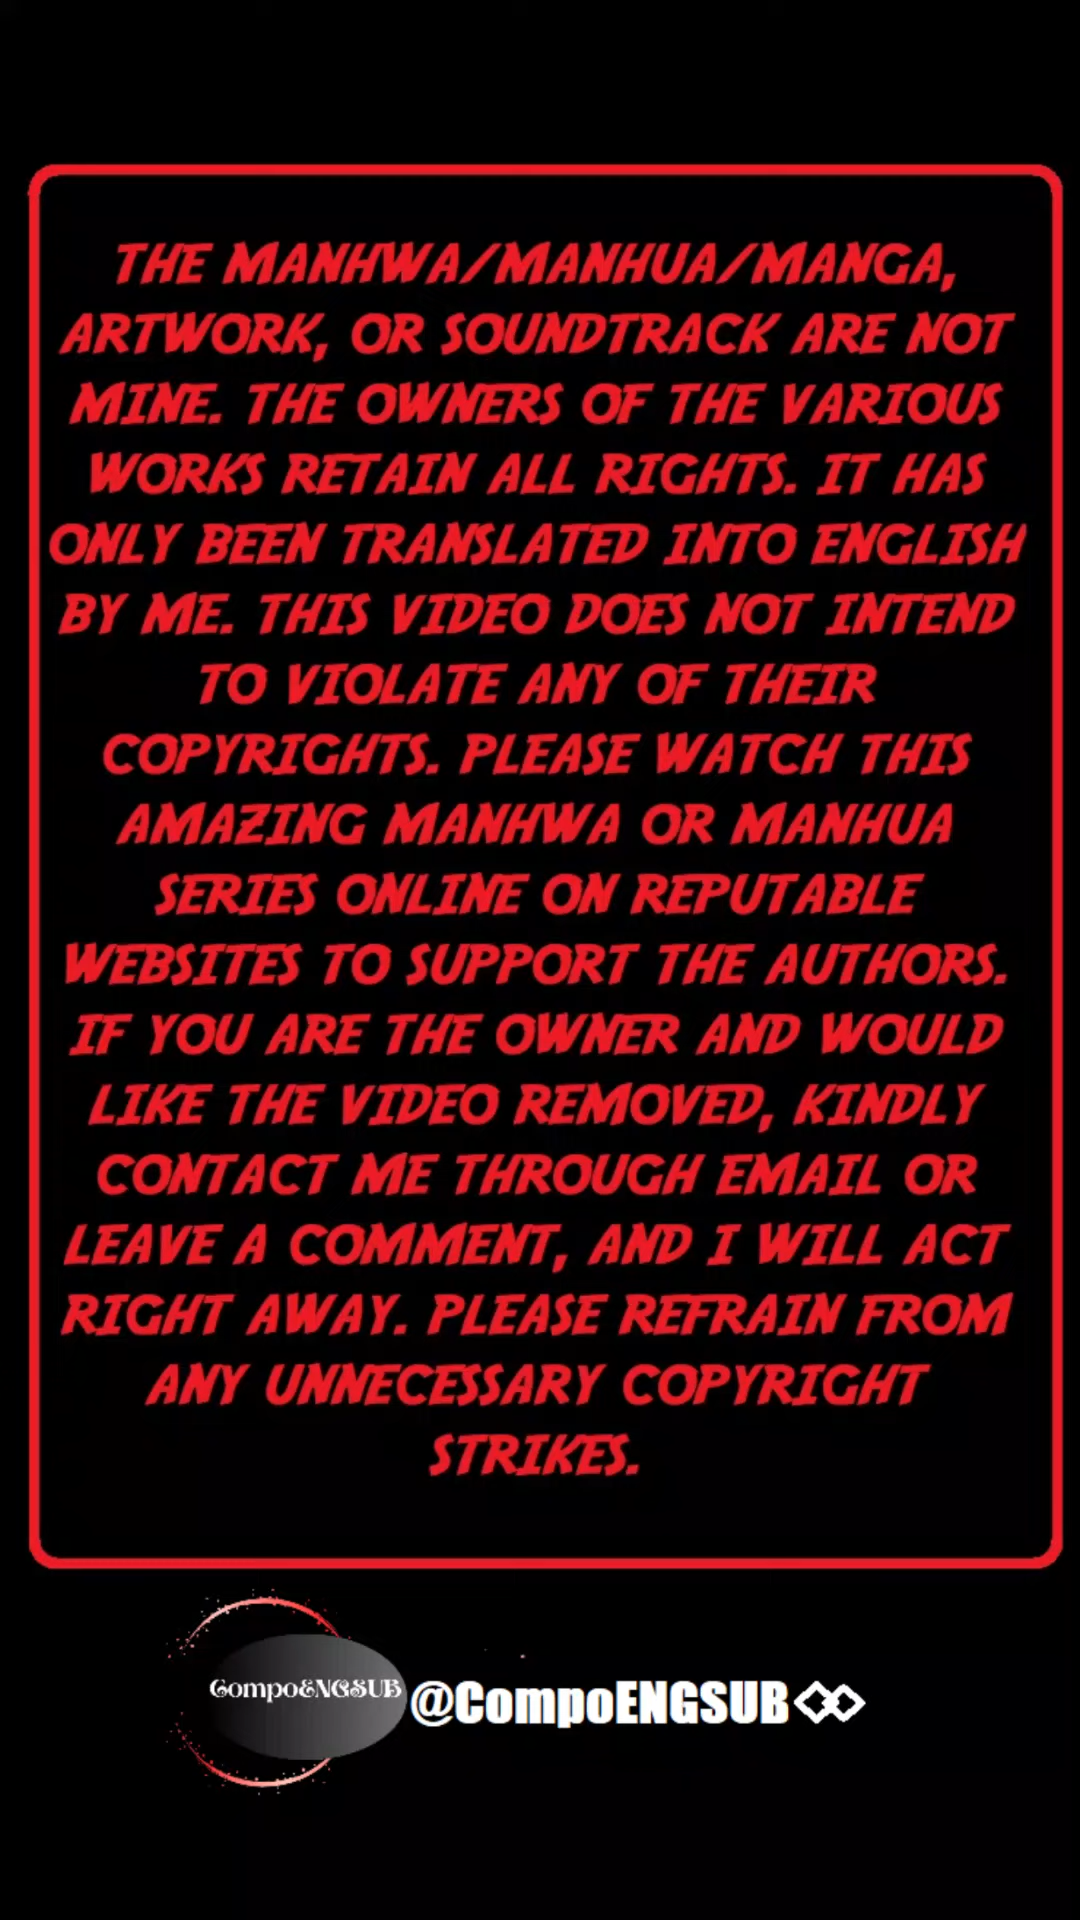 THE MANHWA/MANHUA/MANGA,
ARTWORK, OR SOUNDTRACK ARE NOT
MINE. THE OWNERS OF THE VARIOUS
WORKS RETAIN ALL RIGHTS. IT HAS
ONLY BEEN TRANSLATED INTO ENGLISH
BY ME. THIS VIDEO DOES NOT INTEND
TO VIOLATE ANY OF THEIR
COPYRIGHTS. PLEASE WATCH THIS
AMAZING MANHWA OR MANHUA
SERIES ONLINE ON REPUTABLE
WEBSITES TO SUPPORT THE AUTHORS.
IF YOU ARE THE OWNER AND WOULD
LIKE THE VIDEO REMOVED, KINDLY
CONTACT ME THROUGH EMAIL OR
LEAVE A COMMENT, AND I WILL ACT
RIGHT AWAY. PLEASE REFRAIN FROM
ANY UNNECESSARY COPYRIGHT
STRIKES.
CompoENGSUB
@CompoENGSUB